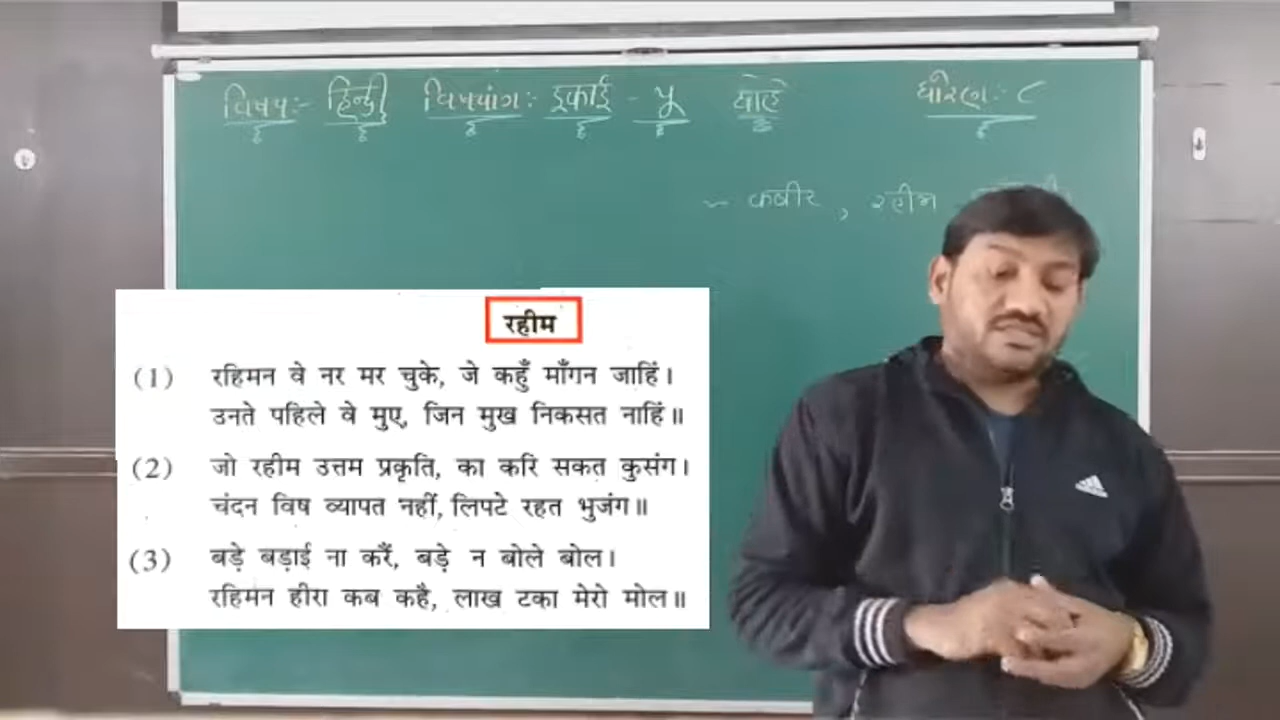 विषयः- हिन्दी विषयांगः- इकाई - ५ दोहे धोरणः- ८
~ कबीर, रहीम
रहीम
(1) रहिमन वे नर मर चुके, जे कहुँ माँगन जाहिं।
उनते पहिले वे मुए, जिन मुख निकसत नाहिं॥
(2) जो रहीम उत्तम प्रकृति, का करि सकत कुसंग।
चंदन विष व्यापत नहीं, लिपटे रहत भुजंग॥
(3) बड़े बड़ाई ना करैं, बड़े न बोले बोल।
रहिमन हीरा कब कहै, लाख टका मेरो मोल॥